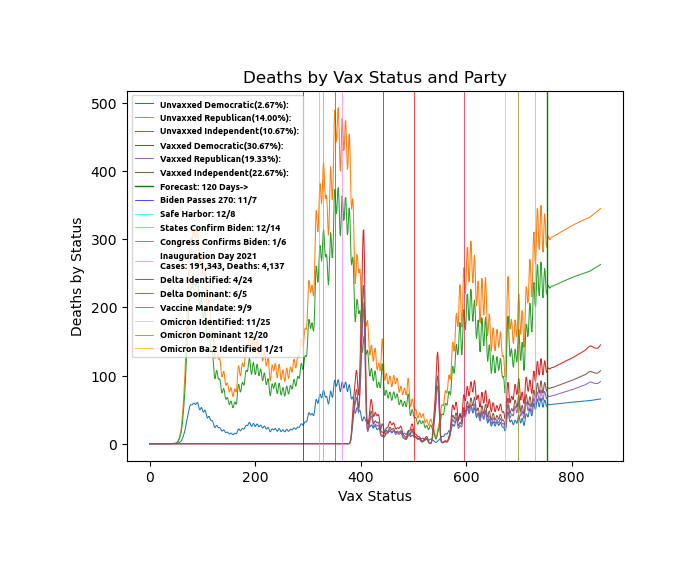 Deaths by Vax Status and Party
Unvaxxed Democratic(2.67%):
Unvaxxed Republican(14.00%):
Unvaxxed Independent(10.67%):
Vaxxed Democratic(30.67%):
Vaxxed Republican(19.33%):
Vaxxed Independent(22.67%):
Forecast: 120 Days->
Biden Passes 270: 11/7
Safe Harbor: 12/8
States Confirm Biden: 12/14
Congress Confirms Biden: 1/6
Inauguration Day 2021
Cases: 191,343, Deaths: 4,137
Delta Identified: 4/24
Delta Dominant: 6/5
Vaccine Mandate: 9/9
Omicron Identified: 11/25
Omicron Dominant 12/20
Omicron Ba.2 Identified 1/21
Deaths by Status
500
400
300
200
100
0
0 200 400 600 800
Vax Status